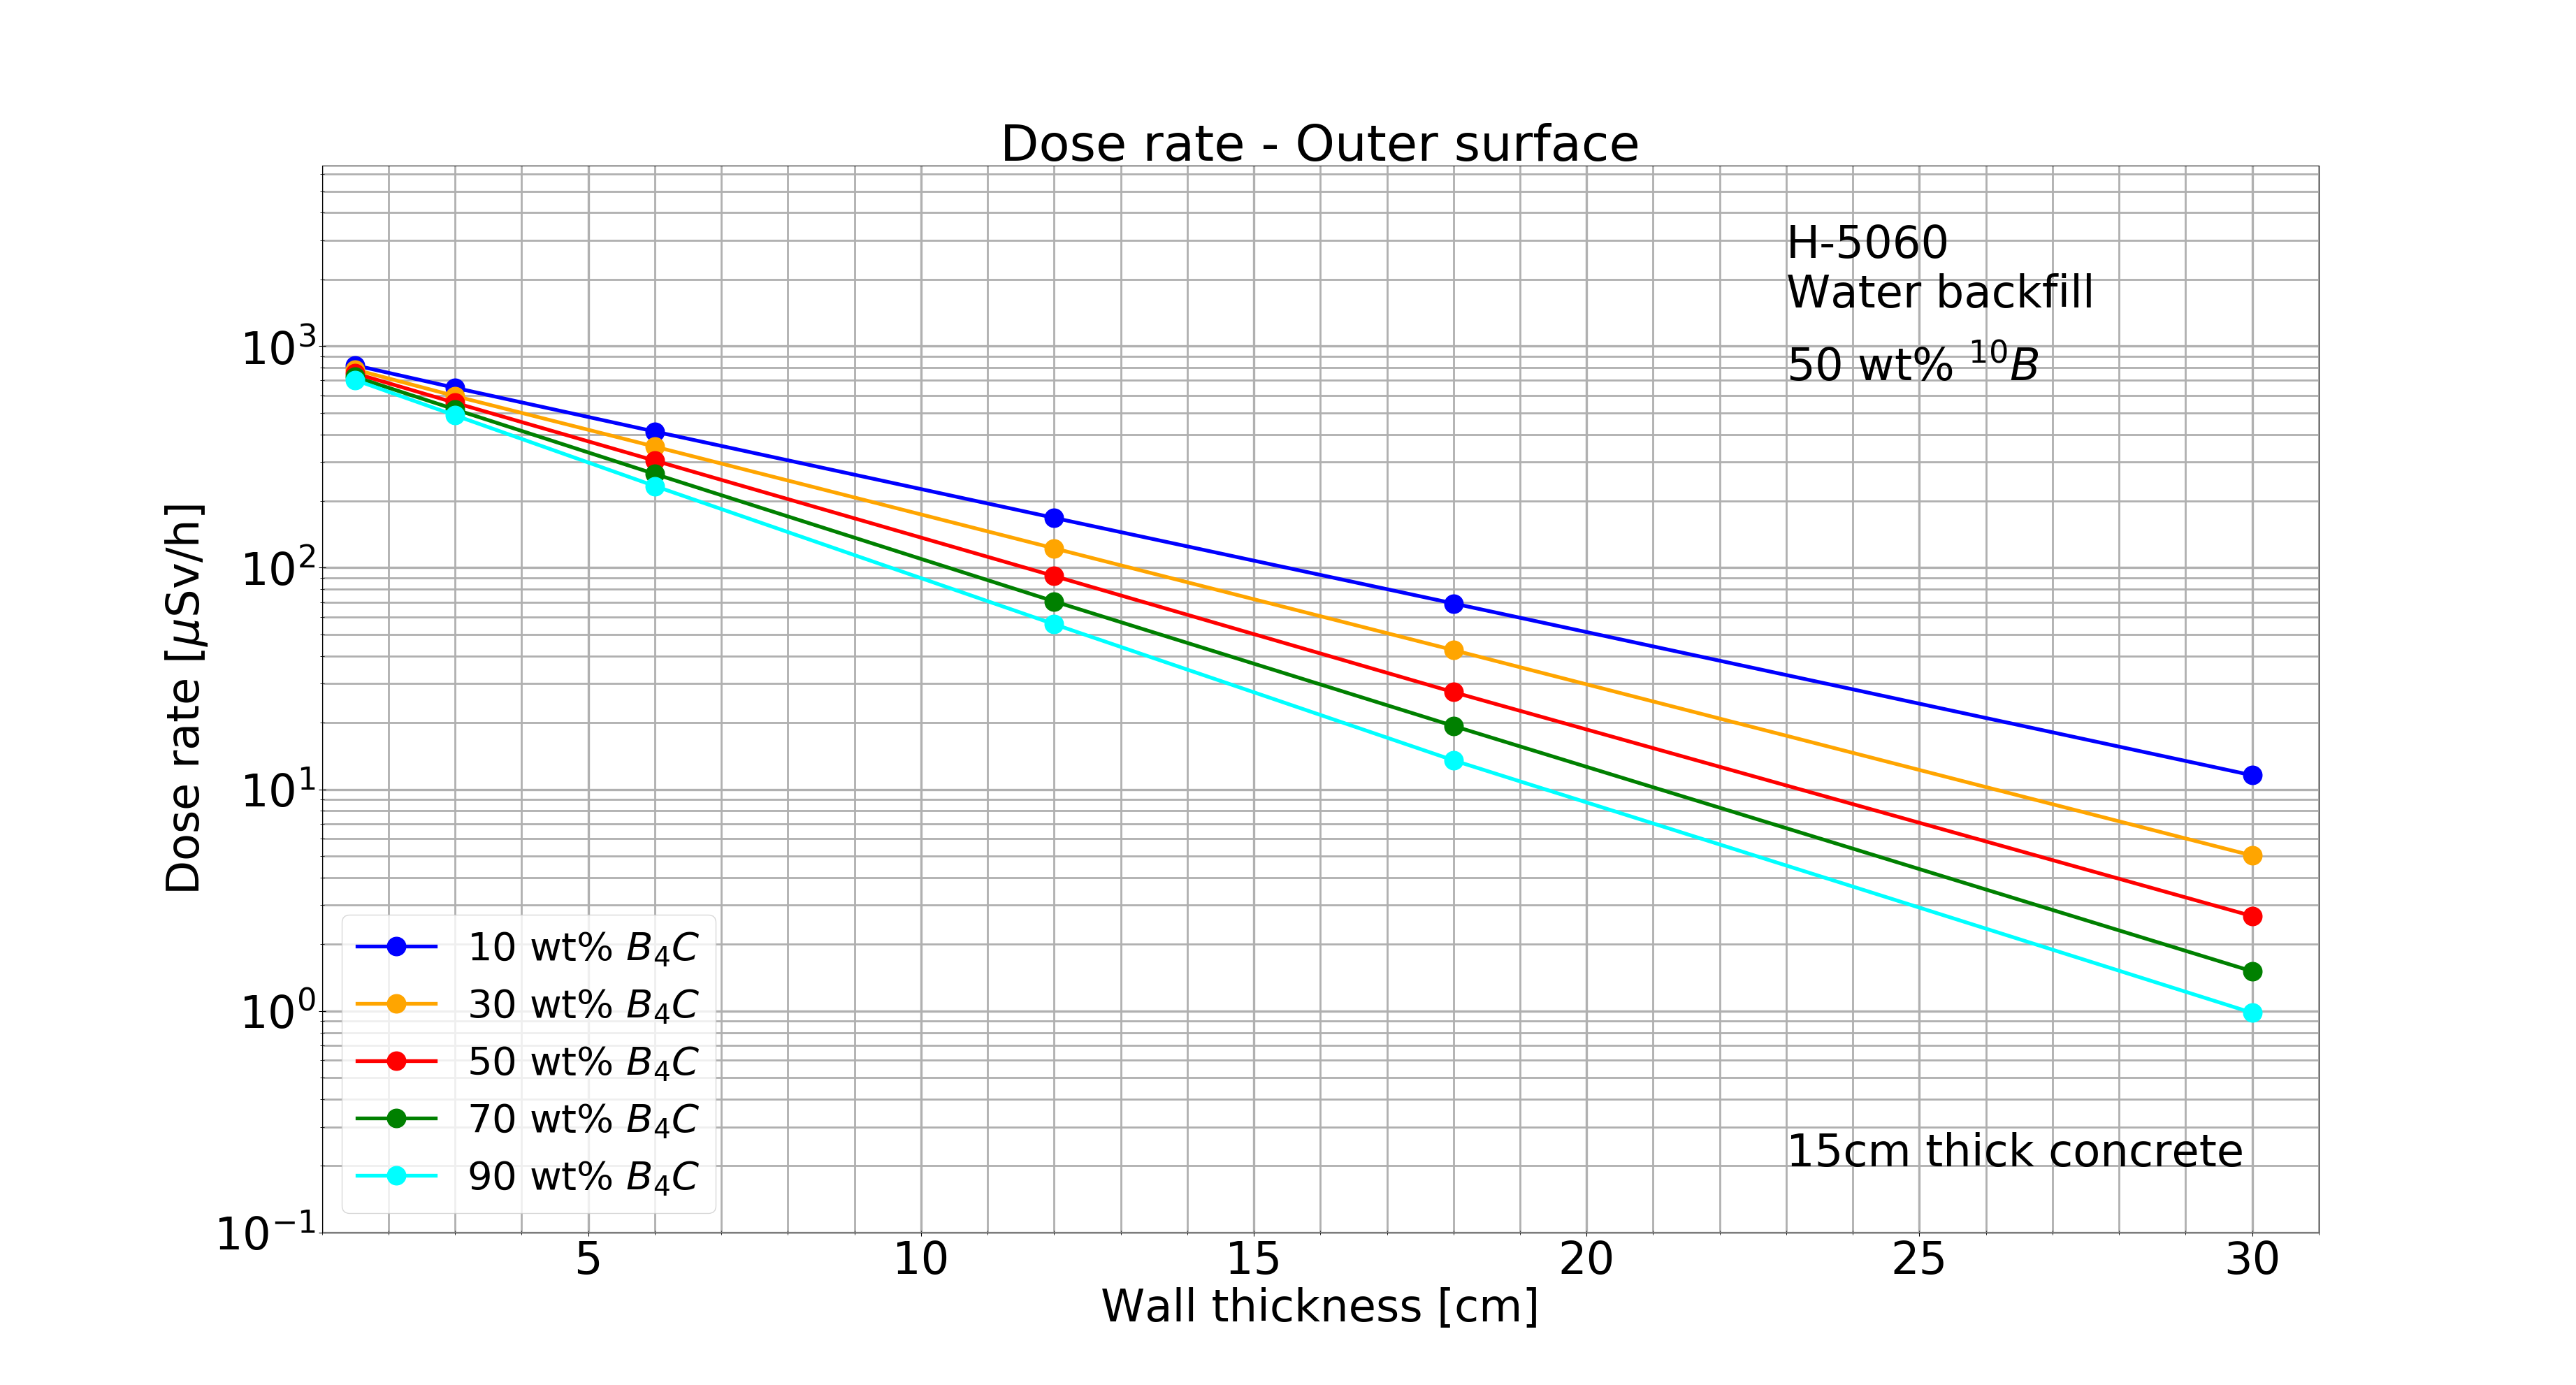 Dose rate - Outer surface
H-5060
Water backfill
50 wt% ¹⁰B
15cm thick concrete
Dose rate [μSv/h]
10³
10²
10¹
10⁰
10⁻¹
10 wt% B₄C
30 wt% B₄C
50 wt% B₄C
70 wt% B₄C
90 wt% B₄C
5 10 15 20 25 30
Wall thickness [cm]